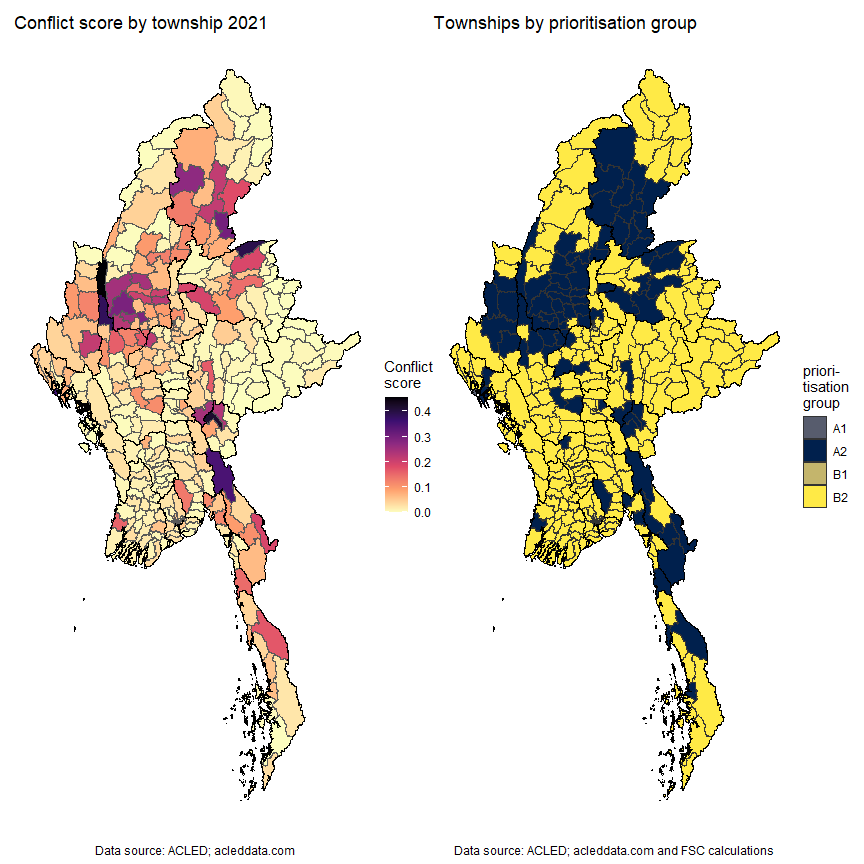 Conflict score by township 2021
Townships by prioritisation group
Conflict
score
0.4
0.3
0.2
0.1
0.0
priori-
tisation
group
A1
A2
B1
B2
Data source: ACLED; acleddata.com
Data source: ACLED; acleddata.com and FSC calculations